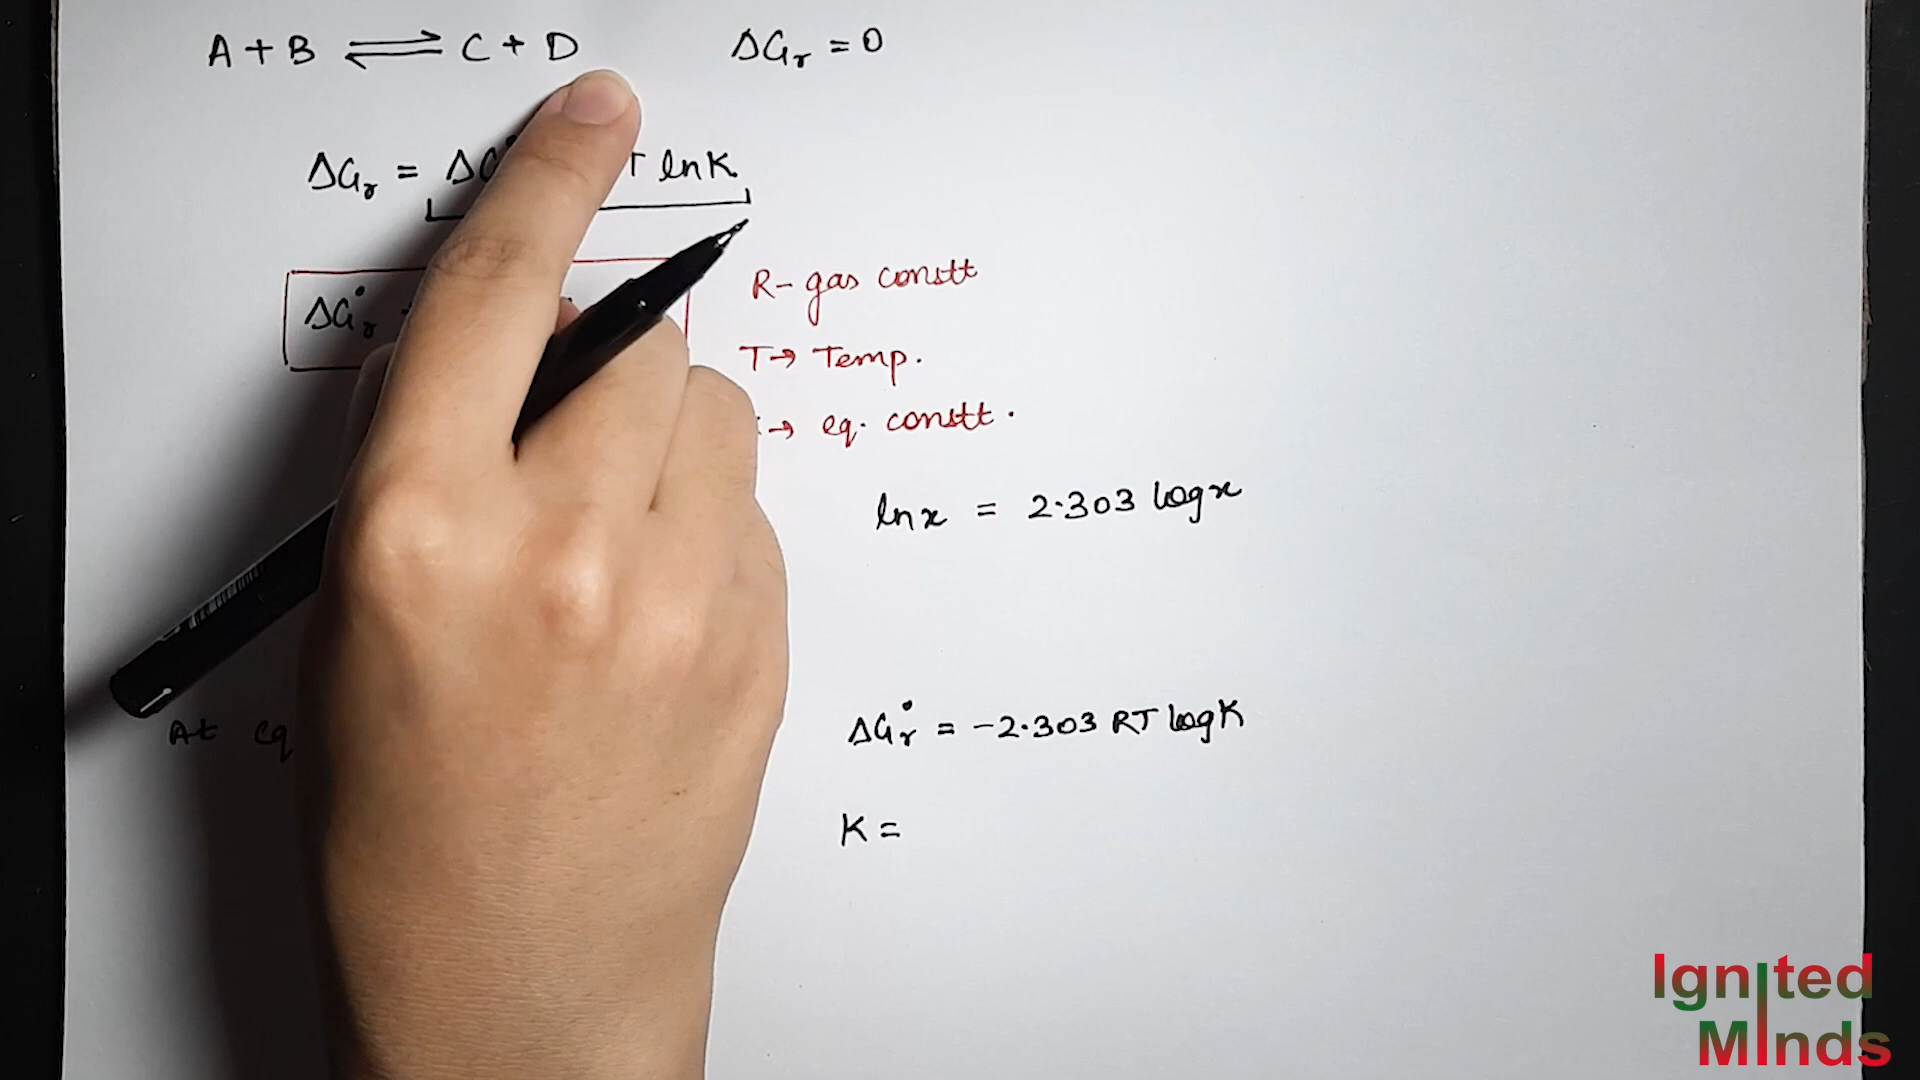 A + B ⇌ C + D ΔGr = 0
ΔGr = T lnK
ΔG°r
R- gas constt
T→ Temp.
→ eq. constt.
lnx = 2.303 logx
At eq
ΔG°r = -2.303 RT logK
K =
Ignited
Minds